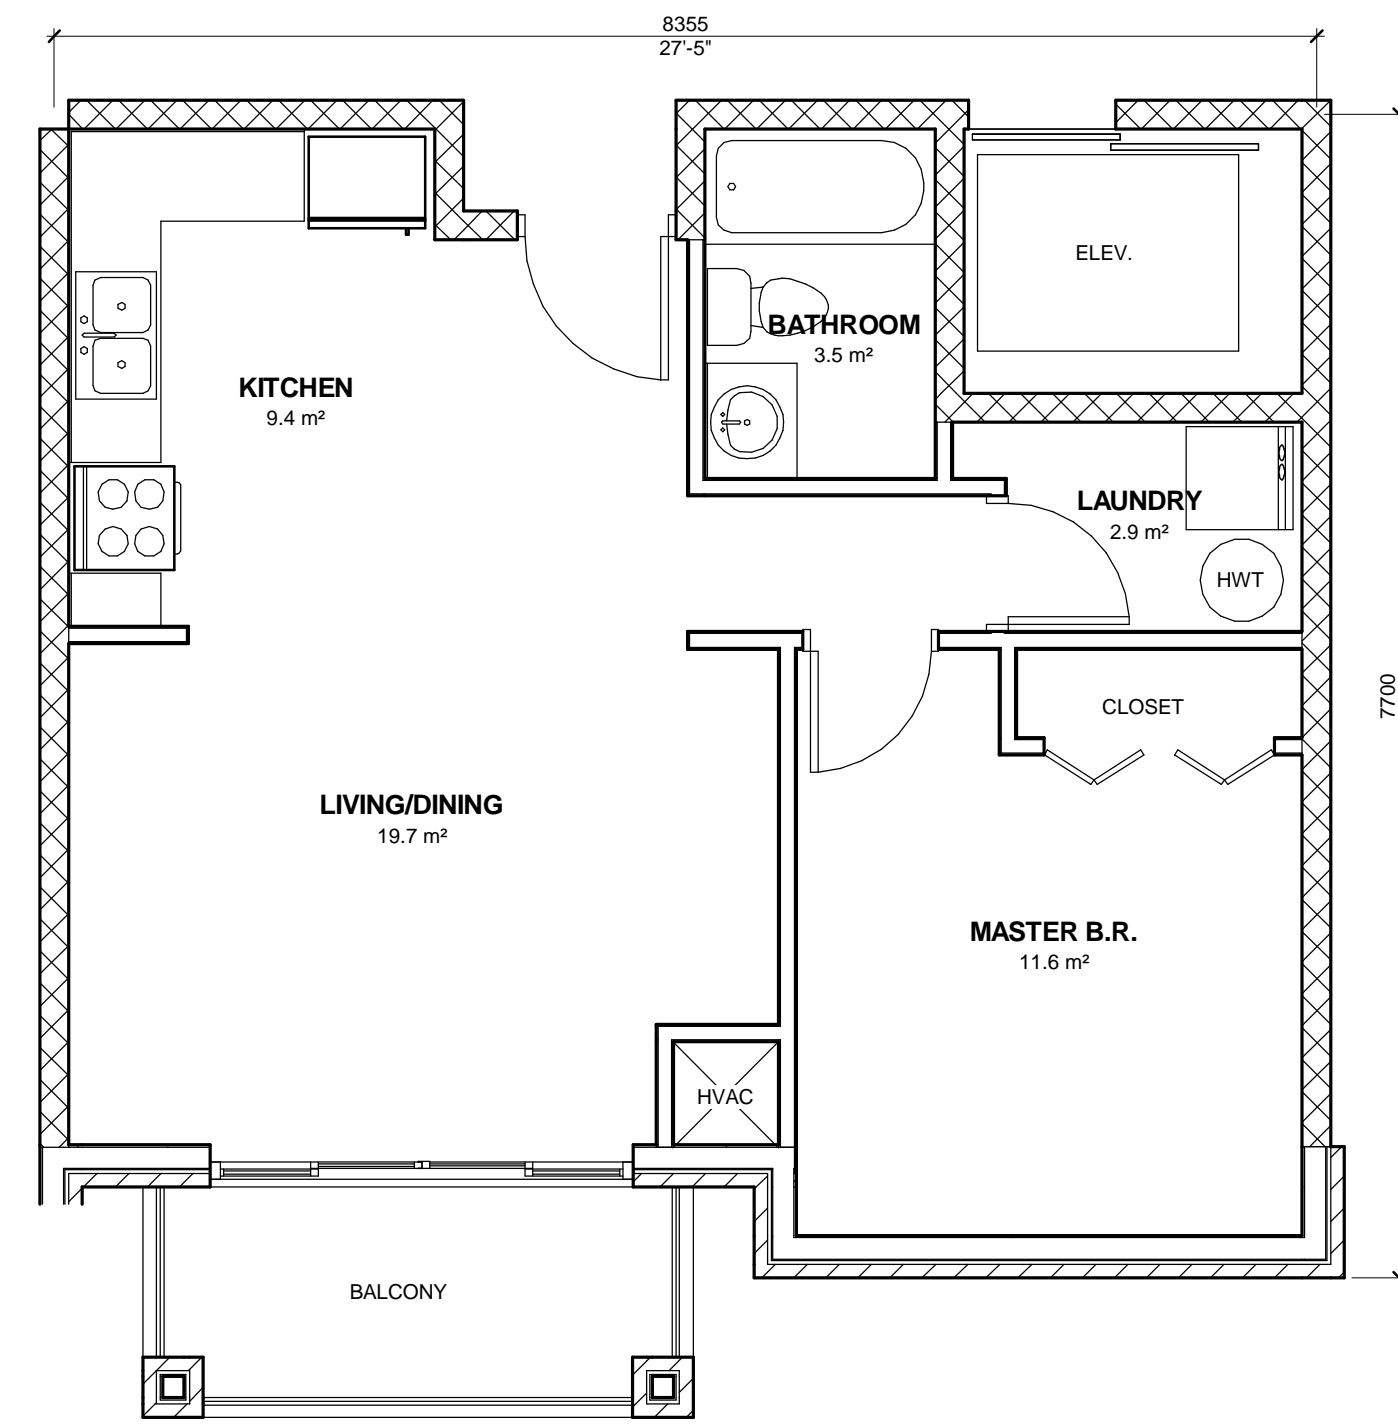 8355
27'-5"
ELEV.
BATHROOM
3.5 m²
KITCHEN
9.4 m²
LAUNDRY
2.9 m²
HWT
7700
CLOSET
LIVING/DINING
19.7 m²
MASTER B.R.
11.6 m²
HVAC
BALCONY